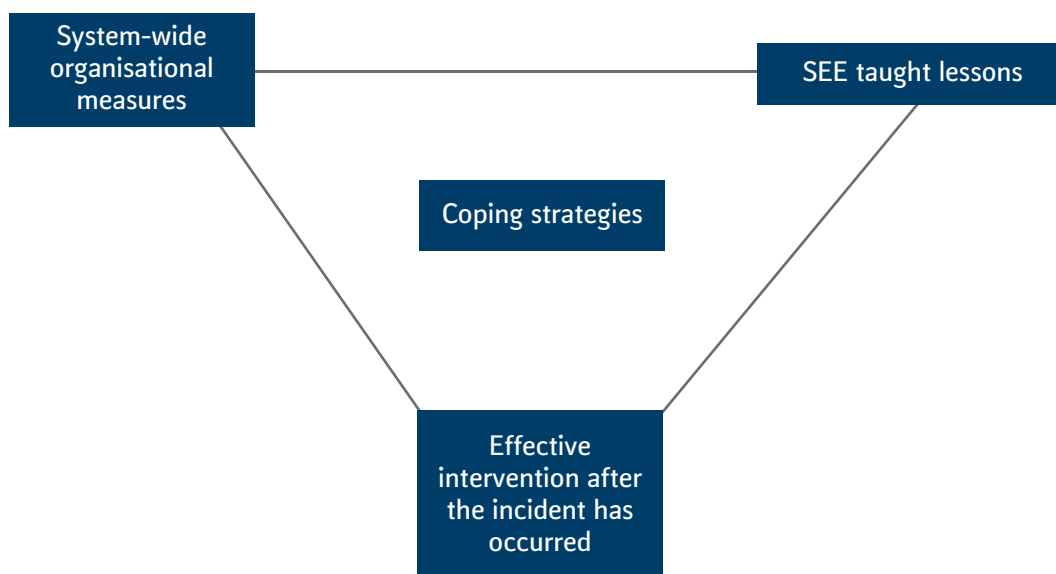 System-wide
organisational
measures
SEE taught lessons
Coping strategies
Effective
intervention after
the incident has
occurred